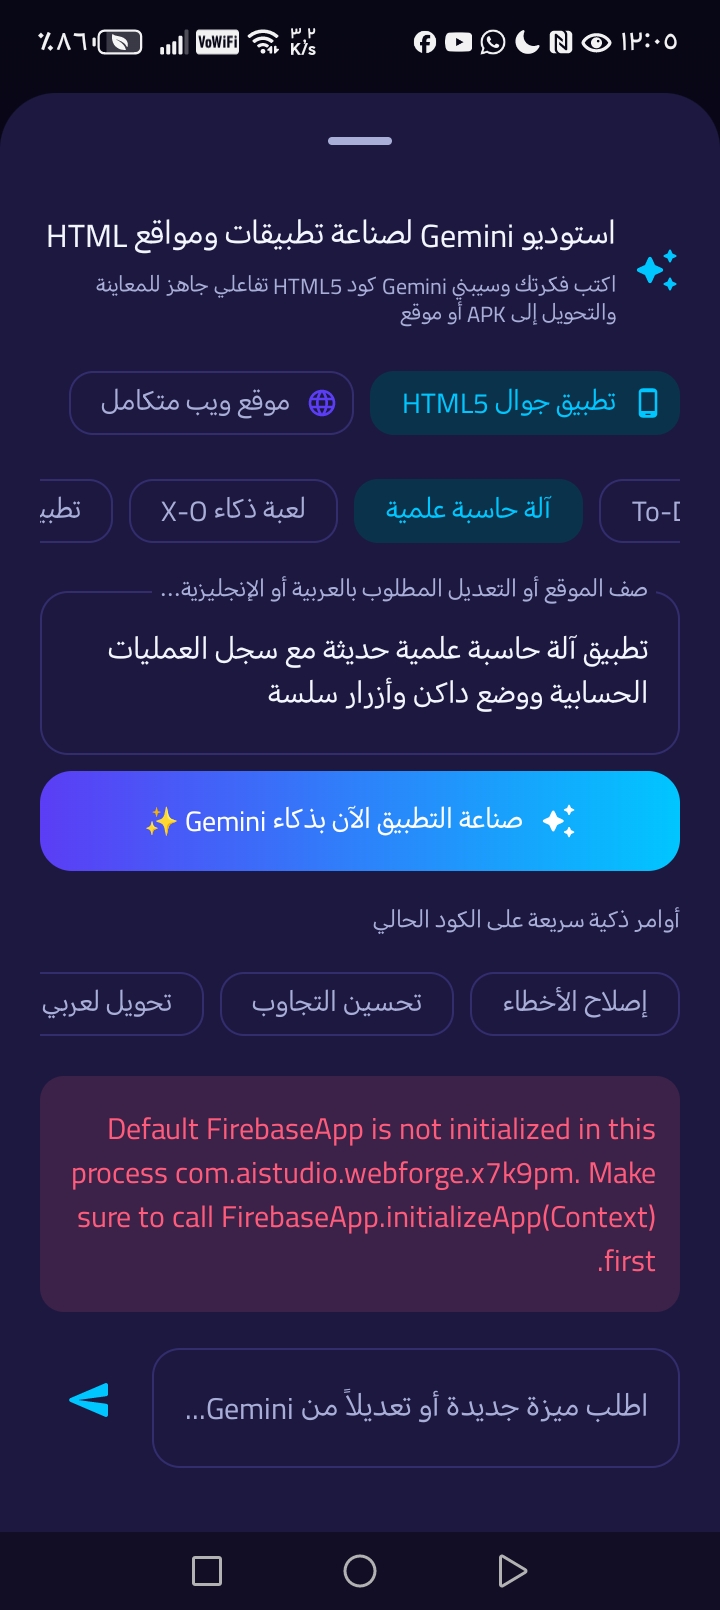 ٪٨٦ VoWiFi ٣.٢ K/s ١٢:٠٥
استوديو Gemini لصناعة تطبيقات ومواقع HTML
اكتب فكرتك وسيبني Gemini كود HTML5 تفاعلي جاهز للمعاينة
والتحويل إلى APK أو موقع
تطبيق جوال HTML5
موقع ويب متكامل
To-D
آلة حاسبة علمية
لعبة ذكاء X-O
تطبي
صف الموقع أو التعديل المطلوب بالعربية أو الإنجليزية...
تطبيق آلة حاسبة علمية حديثة مع سجل العمليات
الحسابية ووضع داكن وأزرار سلسة
صناعة التطبيق الآن بذكاء Gemini ✨
أوامر ذكية سريعة على الكود الحالي
إصلاح الأخطاء
تحسين التجاوب
تحويل لعربي
Default FirebaseApp is not initialized in this
process com.aistudio.webforge.x7k9pm. Make
sure to call FirebaseApp.initializeApp(Context)
first.
اطلب ميزة جديدة أو تعديلاً من Gemini...